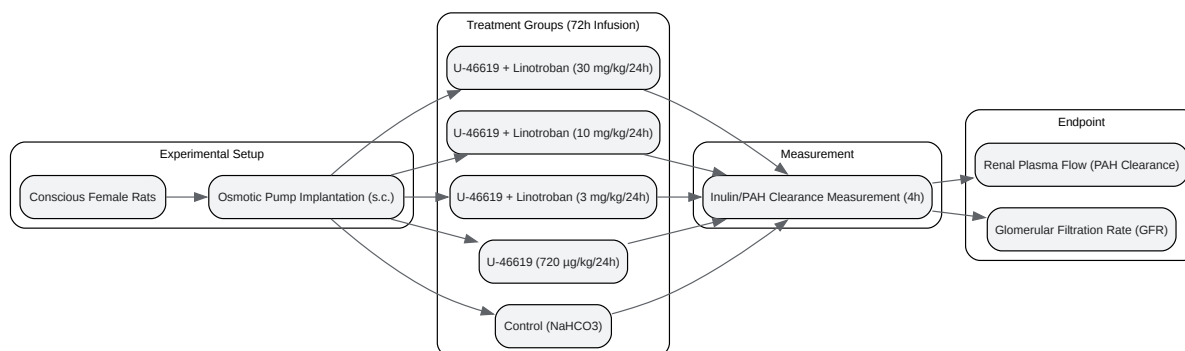 Experimental Setup
Conscious Female Rats
Osmotic Pump Implantation (s.c.)
Treatment Groups (72h Infusion)
U-46619 + Linotroban (30 mg/kg/24h)
U-46619 + Linotroban (10 mg/kg/24h)
U-46619 + Linotroban (3 mg/kg/24h)
U-46619 (720 µg/kg/24h)
Control (NaHCO3)
Measurement
Inulin/PAH Clearance Measurement (4h)
Endpoint
Renal Plasma Flow (PAH Clearance)
Glomerular Filtration Rate (GFR)